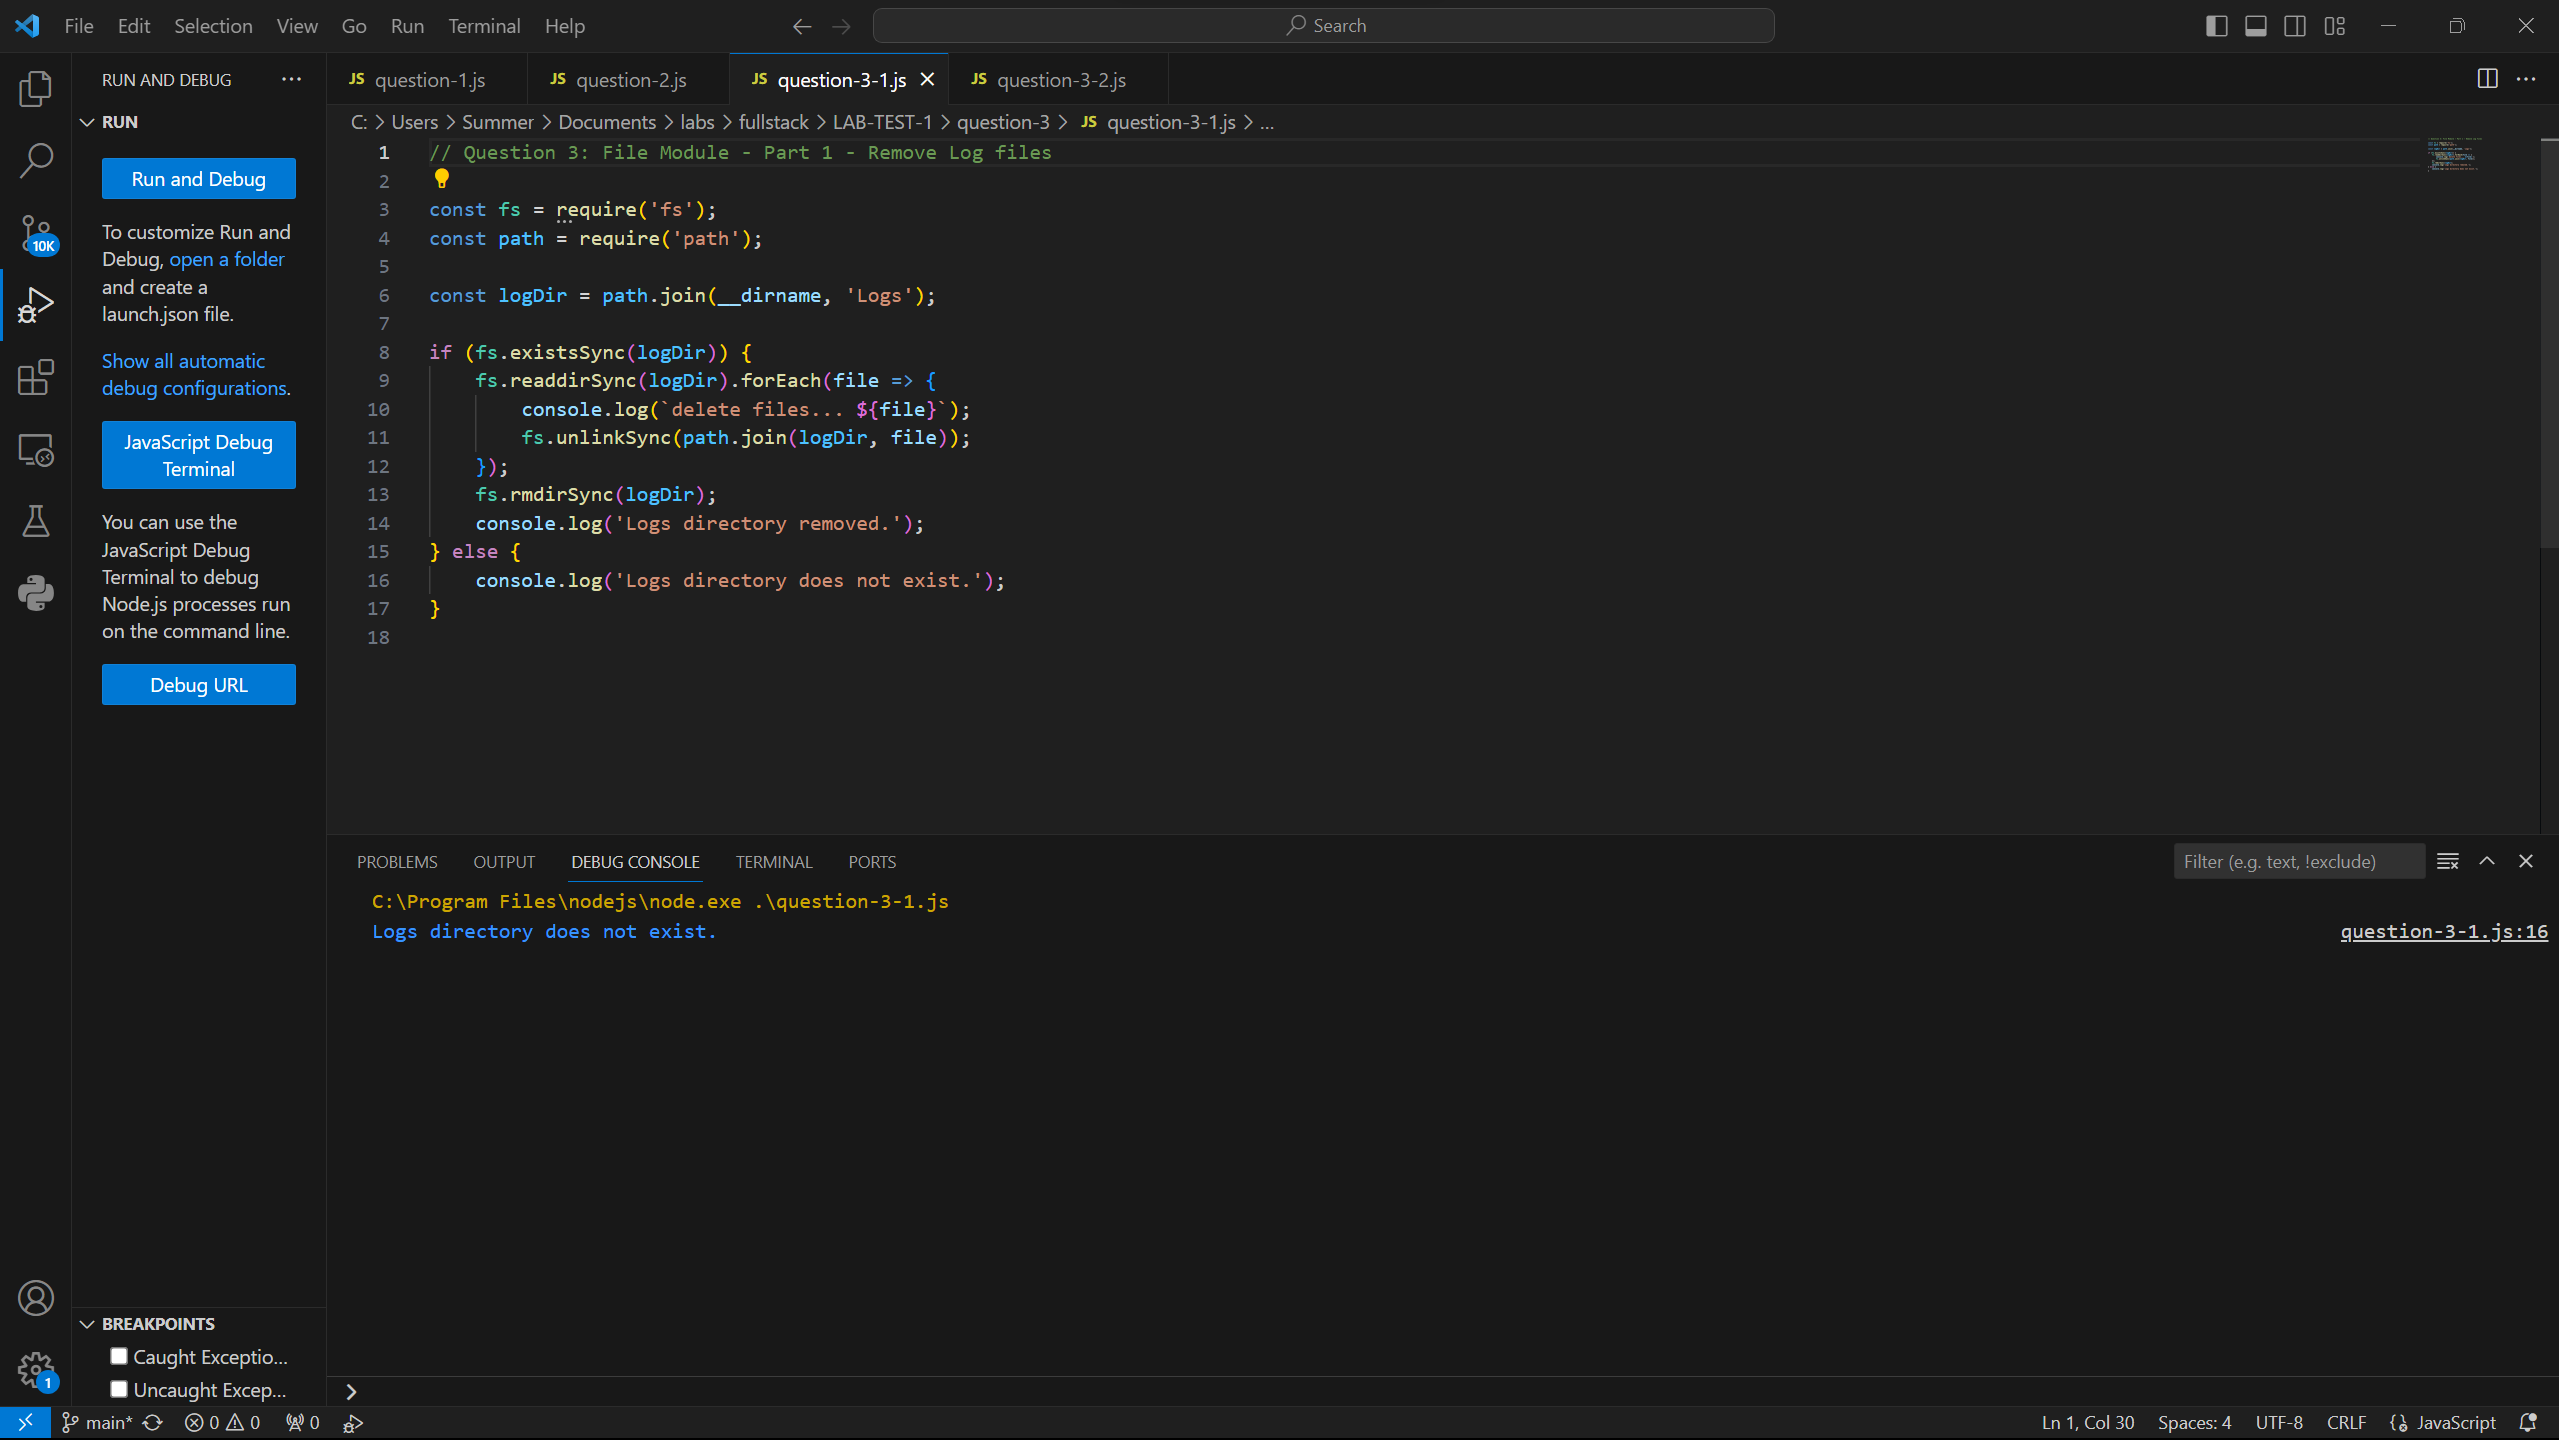 File Edit Selection View Go Run Terminal Help
Search
RUN AND DEBUG
RUN
Run and Debug
To customize Run and
Debug, open a folder
and create a
launch.json file.
Show all automatic
debug configurations.
JavaScript Debug
Terminal
You can use the
JavaScript Debug
Terminal to debug
Node.js processes run
on the command line.
Debug URL
10K
BREAKPOINTS
Caught Exceptio...
Uncaught Excep...
1
JS question-1.js JS question-2.js JS question-3-1.js JS question-3-2.js
C: > Users > Summer > Documents > labs > fullstack > LAB-TEST-1 > question-3 > JS question-3-1.js > ...
1 // Question 3: File Module - Part 1 - Remove Log files
2
3 const fs = require('fs');
4 const path = require('path');
5
6 const logDir = path.join(__dirname, 'Logs');
7
8 if (fs.existsSync(logDir)) {
9     fs.readdirSync(logDir).forEach(file => {
10         console.log(`delete files... ${file}`);
11         fs.unlinkSync(path.join(logDir, file));
12     });
13     fs.rmdirSync(logDir);
14     console.log('Logs directory removed.');
15 } else {
16     console.log('Logs directory does not exist.');
17 }
18
PROBLEMS OUTPUT DEBUG CONSOLE TERMINAL PORTS
Filter (e.g. text, !exclude)
C:\Program Files\nodejs\node.exe .\question-3-1.js
Logs directory does not exist. question-3-1.js:16
main* 0 0 0
Ln 1, Col 30 Spaces: 4 UTF-8 CRLF JavaScript